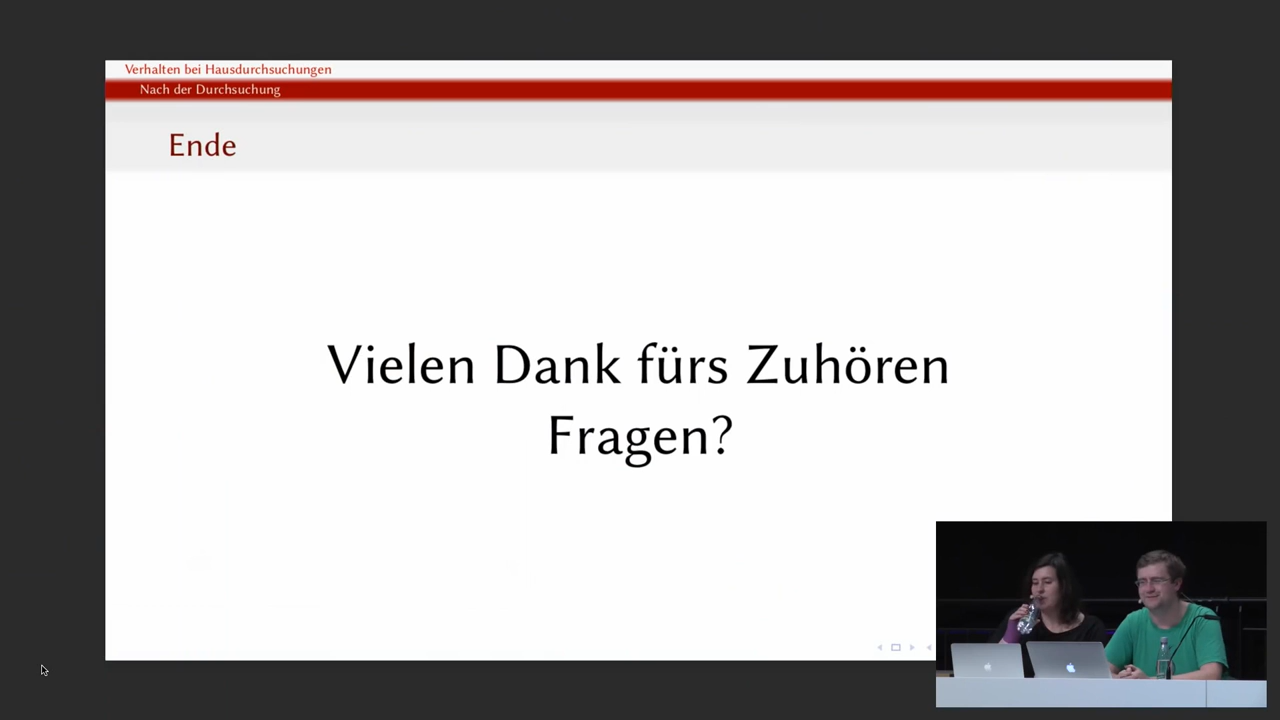 Verhalten bei Hausdurchsuchungen
Nach der Durchsuchung
Ende
Vielen Dank fürs Zuhören
Fragen?